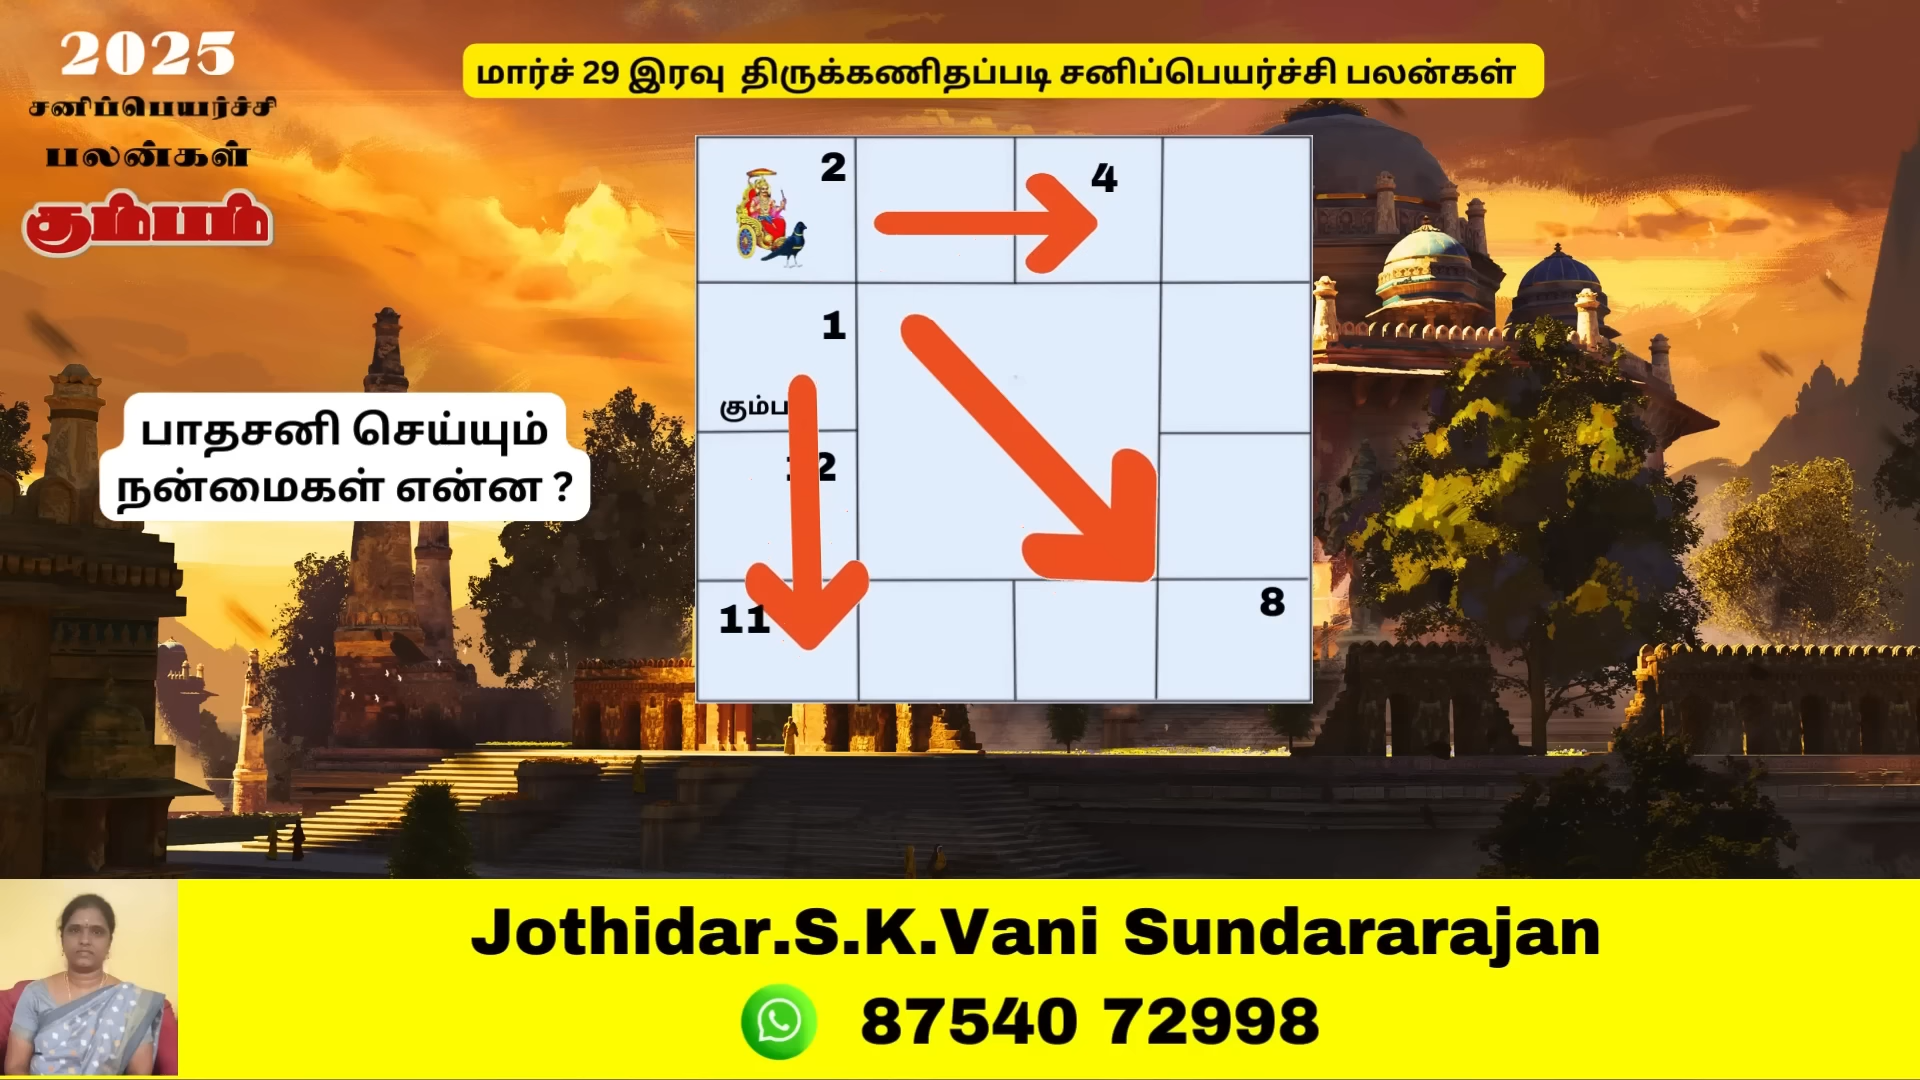 2025
சனிப்பெயர்ச்சி
பலன்கள்
கும்பம்
மார்ச் 29 இரவு திருக்கணிதப்படி சனிப்பெயர்ச்சி பலன்கள்
2
4
1
கும்ப
12
11
8
பாதசனி செய்யும்
நன்மைகள் என்ன ?
Jothidar.S.K.Vani Sundararajan
87540 72998